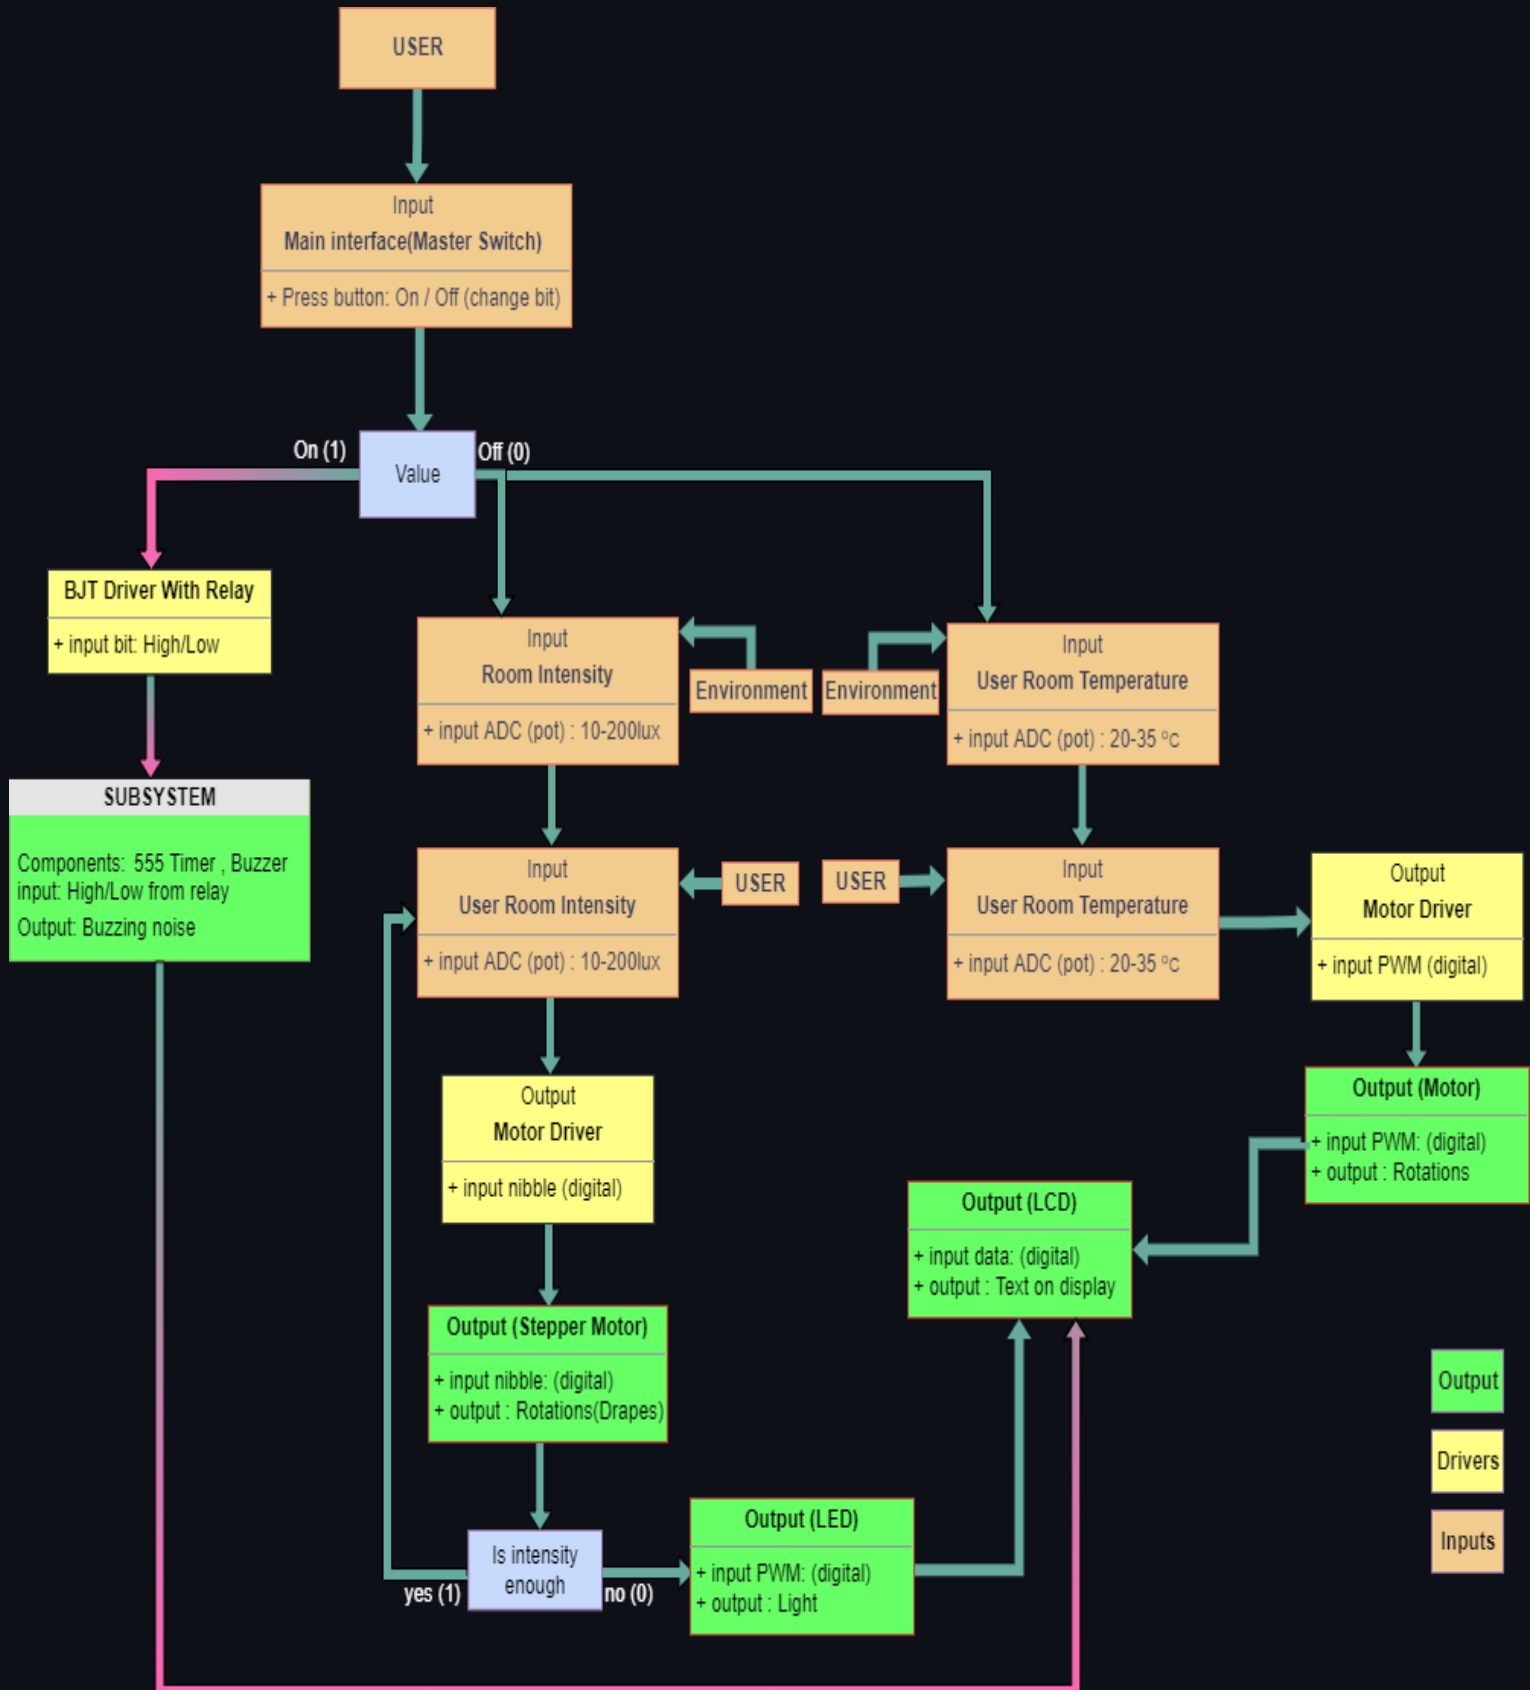 USER
Input
Main interface(Master Switch)
+ Press button: On / Off (change bit)
On (1)
Off (0)
Value
BJT Driver With Relay
+ input bit: High/Low
SUBSYSTEM
Components: 555 Timer , Buzzer
input: High/Low from relay
Output: Buzzing noise
Input
Room Intensity
+ input ADC (pot) : 10-200lux
Environment
Environment
Input
User Room Temperature
+ input ADC (pot) : 20-35 °C
Input
User Room Intensity
+ input ADC (pot) : 10-200lux
USER
USER
Input
User Room Temperature
+ input ADC (pot) : 20-35 °C
Output
Motor Driver
+ input PWM (digital)
Output (Motor)
+ input PWM: (digital)
+ output : Rotations
Output
Motor Driver
+ input nibble (digital)
Output (Stepper Motor)
+ input nibble: (digital)
+ output : Rotations(Drapes)
Output (LCD)
+ input data: (digital)
+ output : Text on display
Is intensity
enough
yes (1)
no (0)
Output (LED)
+ input PWM: (digital)
+ output : Light
Output
Drivers
Inputs